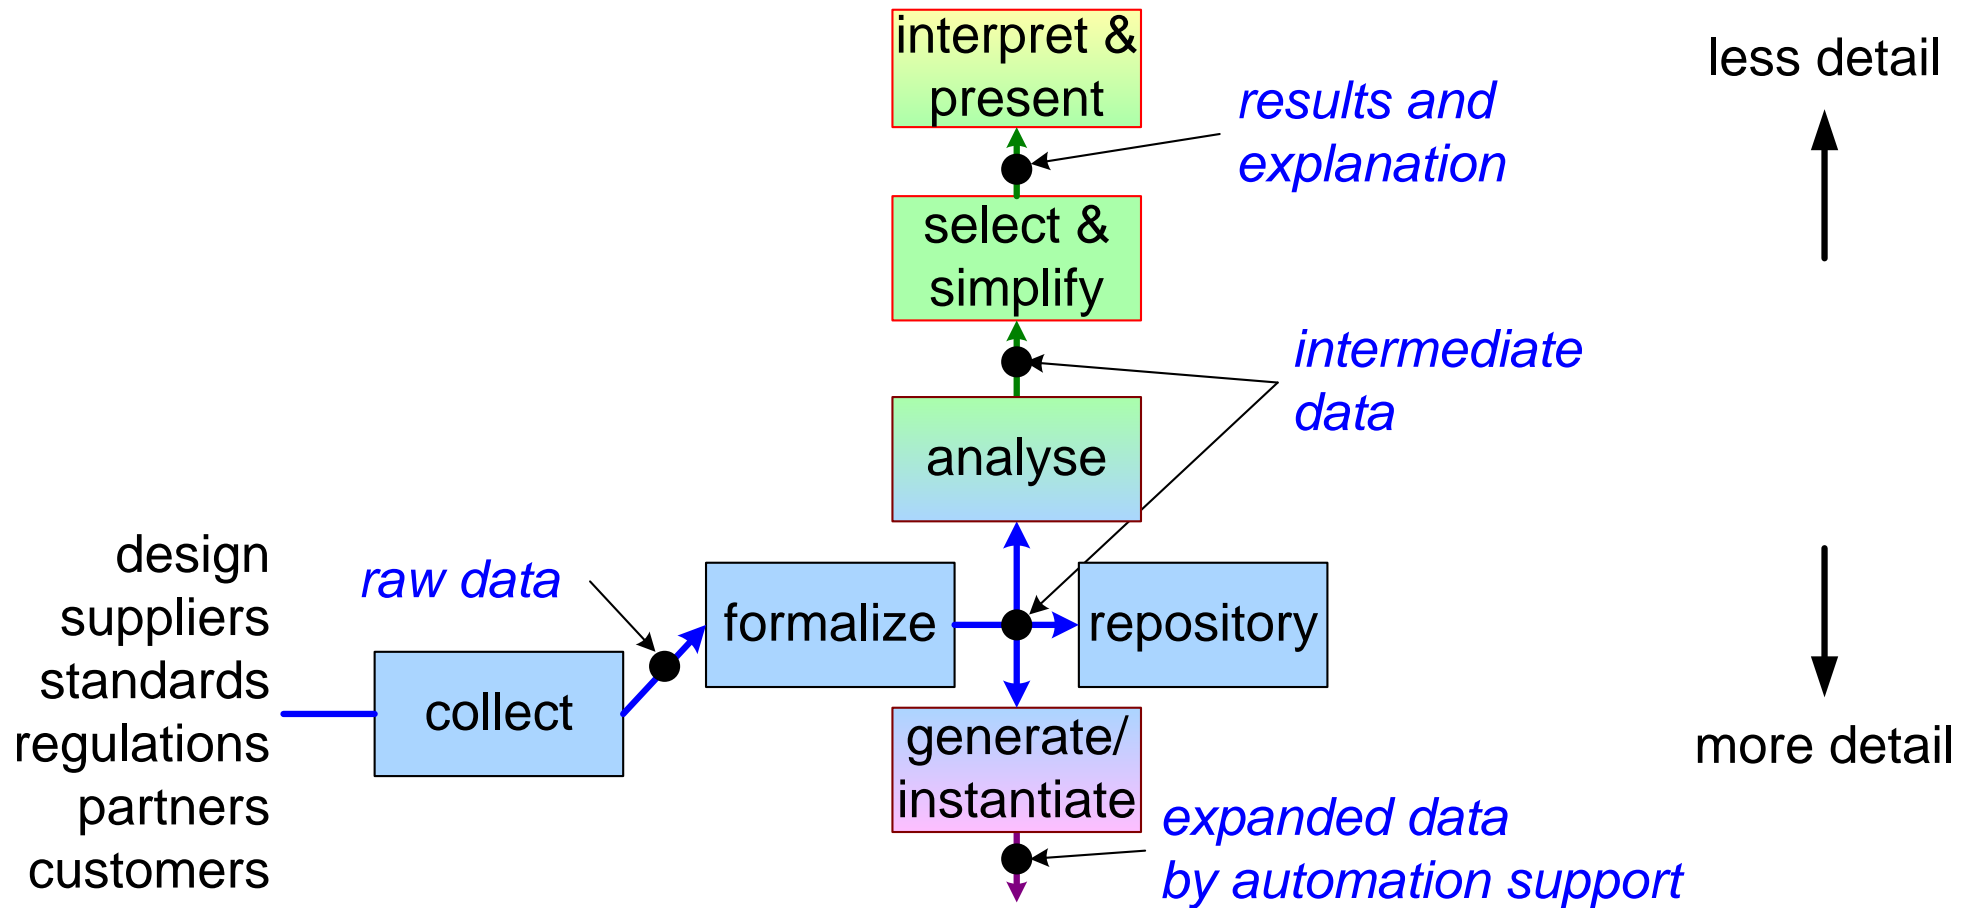 interpret &
present
less detail
results and
explanation
select &
simplify
intermediate
data
analyse
design
suppliers
standards
regulations
partners
customers
raw data
formalize
repository
collect
generate/
instantiate
more detail
expanded data
by automation support